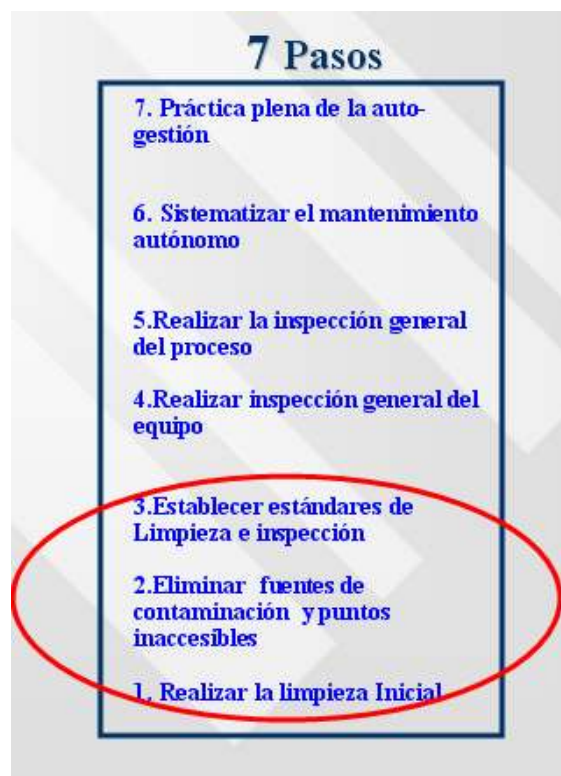 7 Pasos
7. Práctica plena de la auto-
gestión
6. Sistematizar el mantenimiento
autónomo
5.Realizar la inspección general
del proceso
4.Realizar inspección general del
equipo
3.Establecer estándares de
Limpieza e inspección
2.Eliminar fuentes de
contaminación y puntos
inaccesibles
1. Realizar la limpieza Inicial